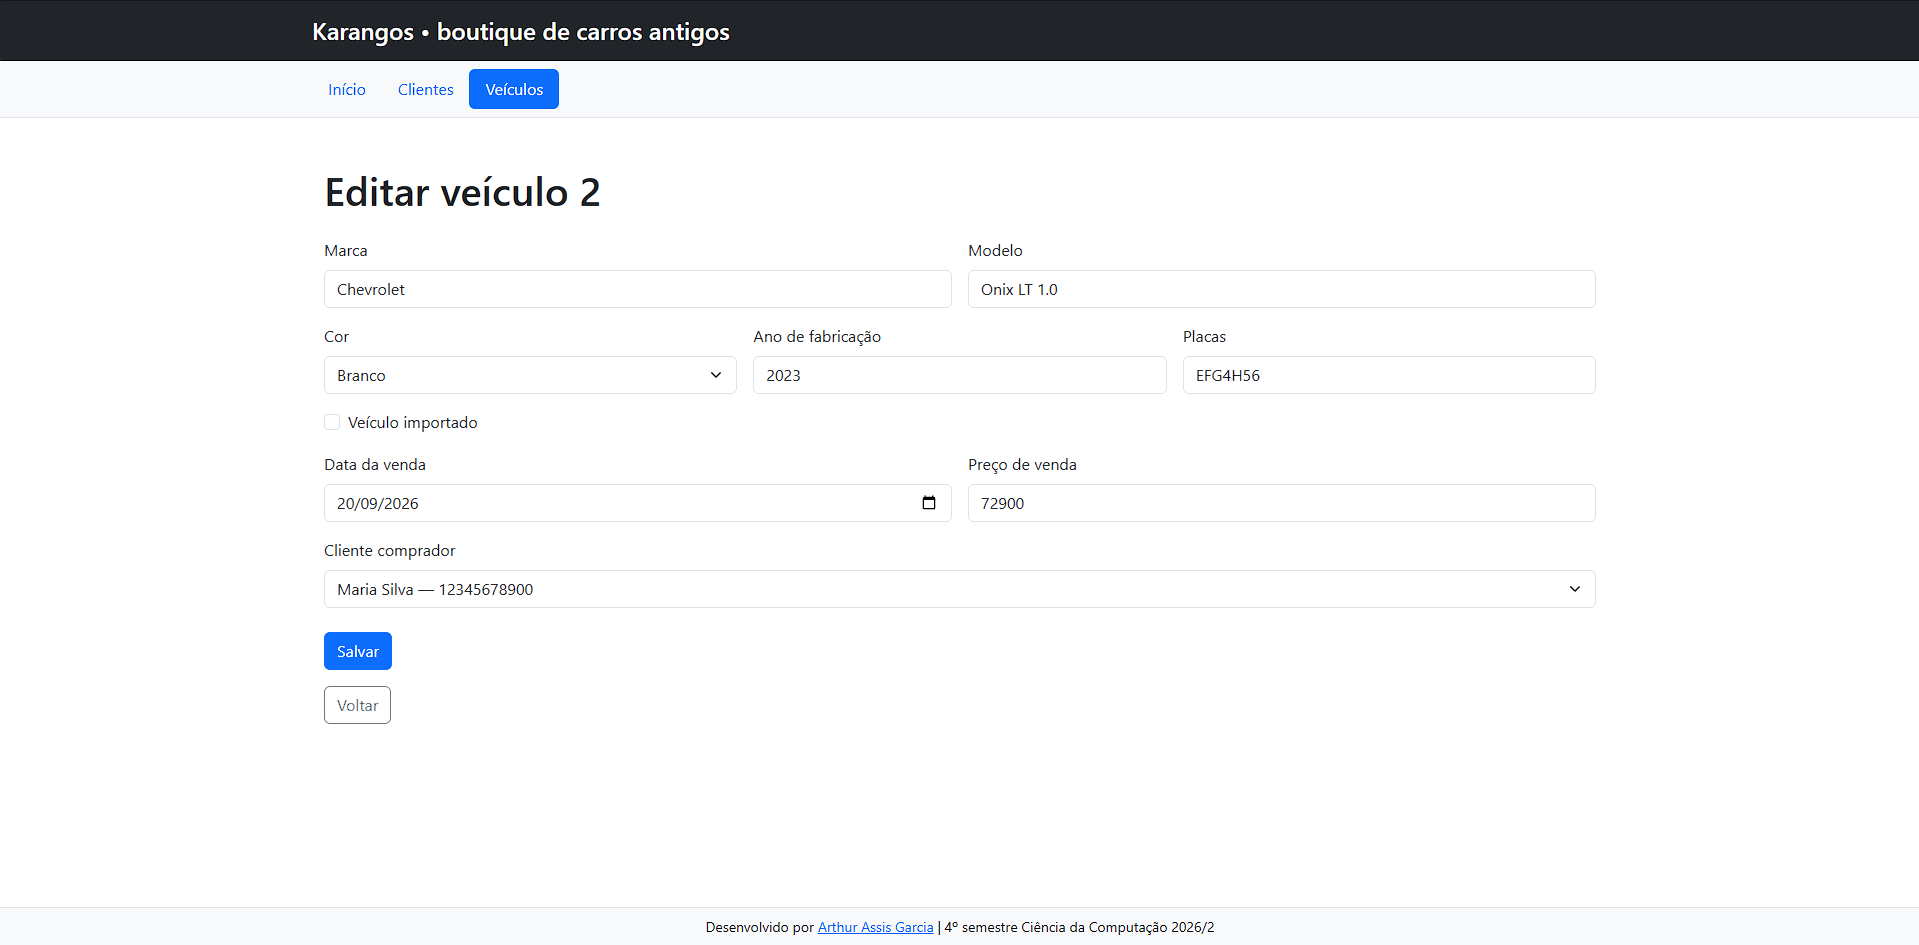 Karangos • boutique de carros antigos
Início Clientes Veículos
Editar veículo 2
Marca Modelo
Chevrolet Onix LT 1.0
Cor Ano de fabricação Placas
Branco 2023 EFG4H56
Veículo importado
Data da venda Preço de venda
20/09/2026 72900
Cliente comprador
Maria Silva — 12345678900
Salvar
Voltar
Desenvolvido por Arthur Assis Garcia | 4º semestre Ciência da Computação 2026/2